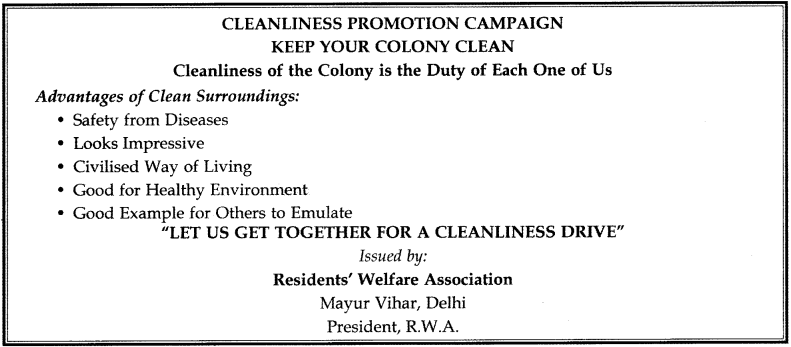 CLEANLINESS PROMOTION CAMPAIGN
KEEP YOUR COLONY CLEAN
Cleanliness of the Colony is the Duty of Each One of Us
Advantages of Clean Surroundings:
• Safety from Diseases
• Looks Impressive
• Civilised Way of Living
• Good for Healthy Environment
• Good Example for Others to Emulate
“LET US GET TOGETHER FOR A CLEANLINESS DRIVE”
Issued by:
Residents’ Welfare Association
Mayur Vihar, Delhi
President, R.W.A.